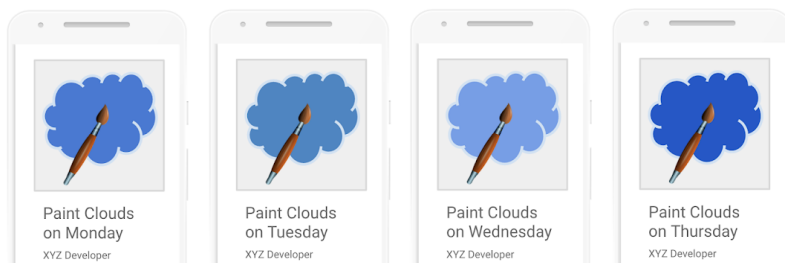 Paint Clouds
on Monday
XYZ Developer
Paint Clouds
on Tuesday
XYZ Developer
Paint Clouds
on Wednesday
XYZ Developer
Paint Clouds
on Thursday
XYZ Developer